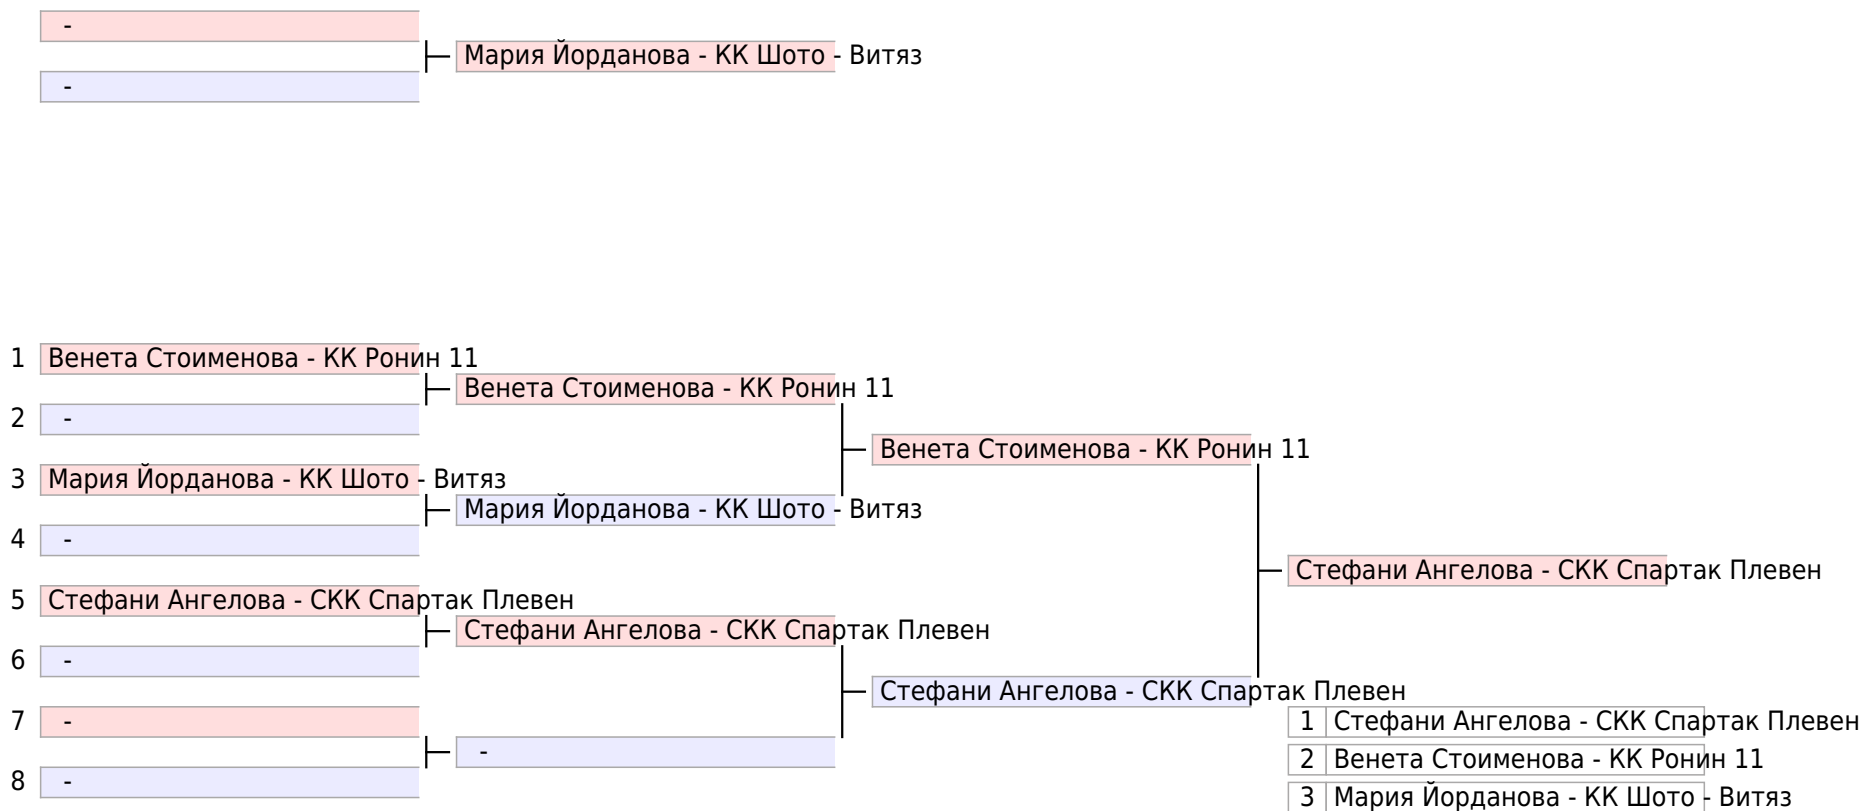 -
Мария Йорданова - КК Шото - Витяз
-
1 Венета Стоименова - КК Ронин 11
Венета Стоименова - КК Ронин 11
2 -
Венета Стоименова - КК Ронин 11
3 Мария Йорданова - КК Шото - Витяз
Мария Йорданова - КК Шото - Витяз
4 -
Стефани Ангелова - СКК Спартак Плевен
5 Стефани Ангелова - СКК Спартак Плевен
Стефани Ангелова - СКК Спартак Плевен
6 -
Стефани Ангелова - СКК Спартак Плевен
7 -
1 Стефани Ангелова - СКК Спартак Плевен
-
2 Венета Стоименова - КК Ронин 11
8 -
3 Мария Йорданова - КК Шото - Витяз